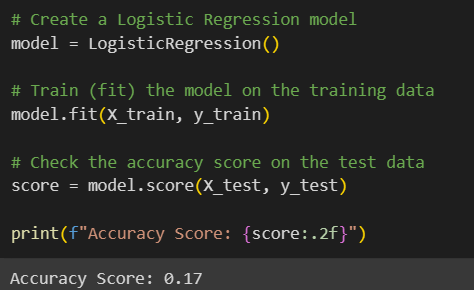 # Create a Logistic Regression model
model = LogisticRegression()
# Train (fit) the model on the training data
model.fit(X_train, y_train)
# Check the accuracy score on the test data
score = model.score(X_test, y_test)
print(f"Accuracy Score: {score:.2f}")
Accuracy Score: 0.17